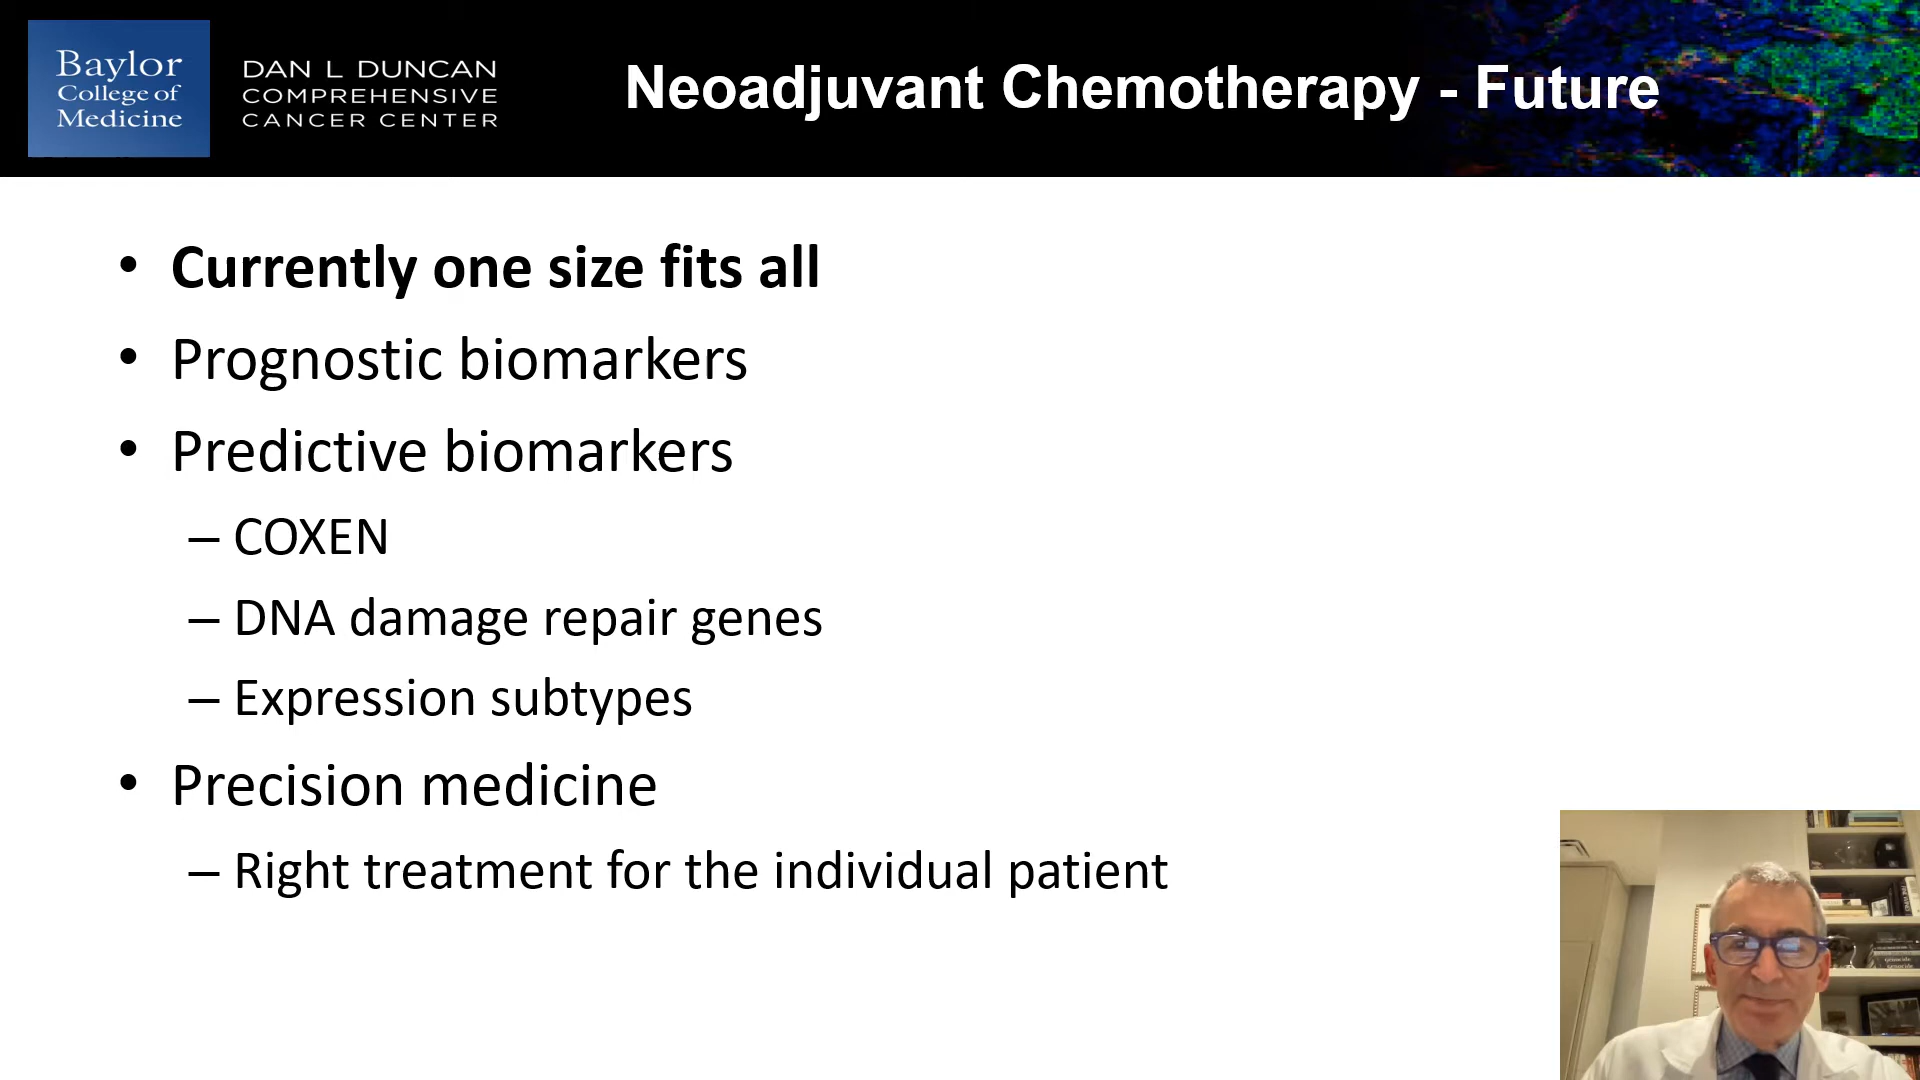 Baylor
College of
Medicine
DAN L DUNCAN
COMPREHENSIVE
CANCER CENTER
Neoadjuvant Chemotherapy - Future
• Currently one size fits all
• Prognostic biomarkers
• Predictive biomarkers
– COXEN
– DNA damage repair genes
– Expression subtypes
• Precision medicine
– Right treatment for the individual patient